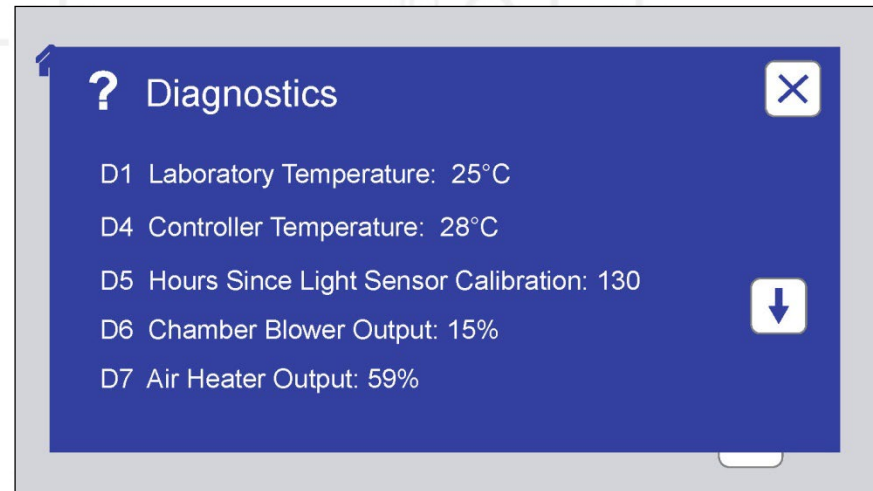 ? Diagnostics
D1 Laboratory Temperature: 25°C
D4 Controller Temperature: 28°C
D5 Hours Since Light Sensor Calibration: 130
D6 Chamber Blower Output: 15%
D7 Air Heater Output: 59%